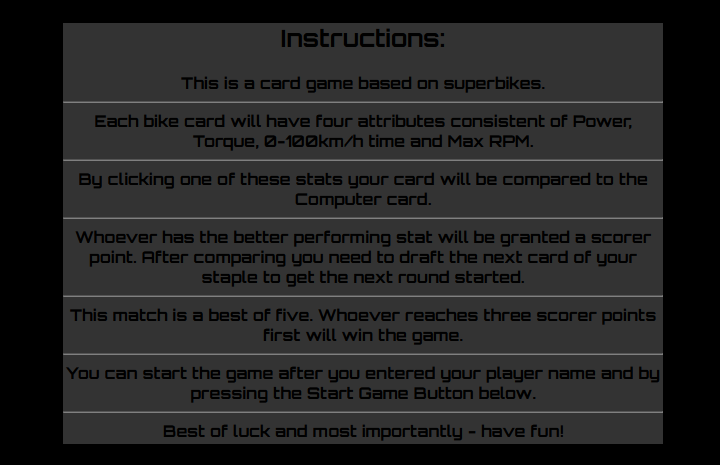 Instructions:
This is a card game based on superbikes.
Each bike card will have four attributes consistent of Power,
Torque, 0-100km/h time and Max RPM.
By clicking one of these stats your card will be compared to the
Computer card.
Whoever has the better performing stat will be granted a scorer
point. After comparing you need to draft the next card of your
staple to get the next round started.
This match is a best of five. Whoever reaches three scorer points
first will win the game.
You can start the game after you entered your player name and by
pressing the Start Game Button below.
Best of luck and most importantly - have fun!